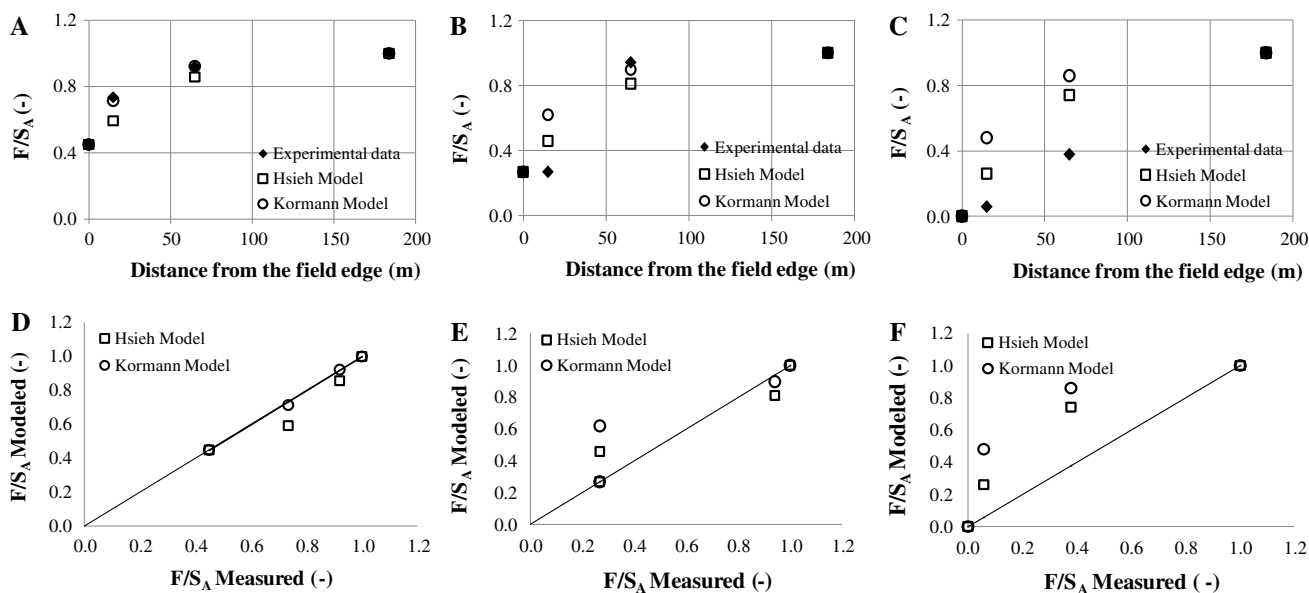 A
1.2
0.8
0.4
0.0
F/S_A (-)
Experimental data
Hsieh Model
Kormann Model
0
50
100
150
200
Distance from the field edge (m)
B
1.2
0.8
0.4
0.0
F/S_A (-)
Experimental data
Hsieh Model
Kormann Model
0
50
100
150
200
Distance from the field edge (m)
C
1.2
0.8
0.4
0.0
F/S_A (-)
Experimental data
Hsieh Model
Kormann Model
0
50
100
150
200
Distance from the field edge (m)
D
1.2
1.0
0.8
0.6
0.4
0.2
0.0
F/S_A Modeled (-)
Hsieh Model
Kormann Model
0.0
0.2
0.4
0.6
0.8
1.0
1.2
F/S_A Measured (-)
E
1.2
1.0
0.8
0.6
0.4
0.2
0.0
F/S_A Modeled (-)
Hsieh Model
Kormann Model
0.0
0.2
0.4
0.6
0.8
1.0
1.2
F/S_A Measured (-)
F
1.2
1.0
0.8
0.6
0.4
0.2
0.0
F/S_A Modeled (-)
Hsieh Model
Kormann Model
0.0
0.2
0.4
0.6
0.8
1.0
1.2
F/S_A Measured (-)